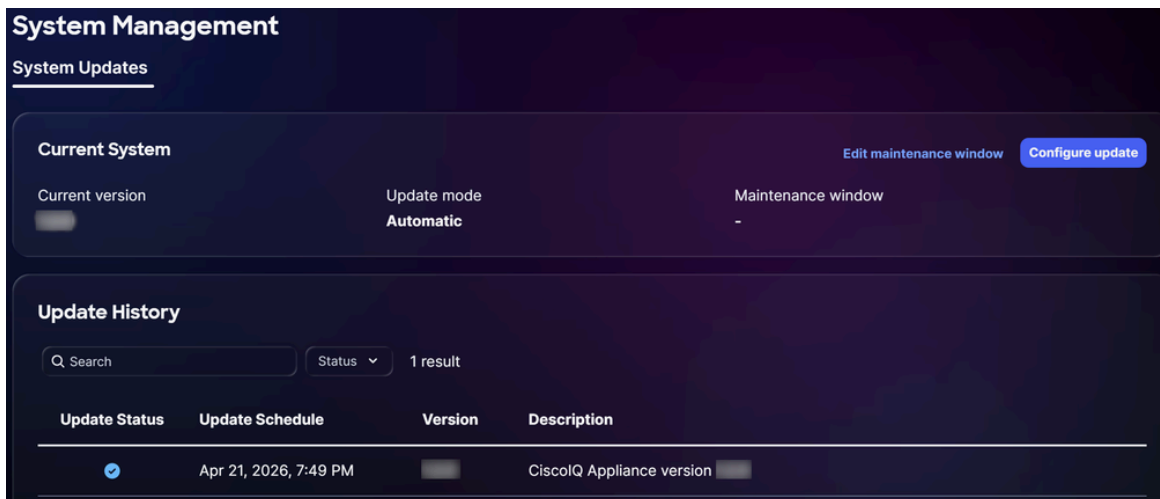 System Management
System Updates
Current System
Edit maintenance window
Configure update
Current version
Update mode
Maintenance window
Automatic
-
Update History
Search
Status
1 result
Update Status Update Schedule Version Description
Apr 21, 2026, 7:49 PM CiscoIQ Appliance version